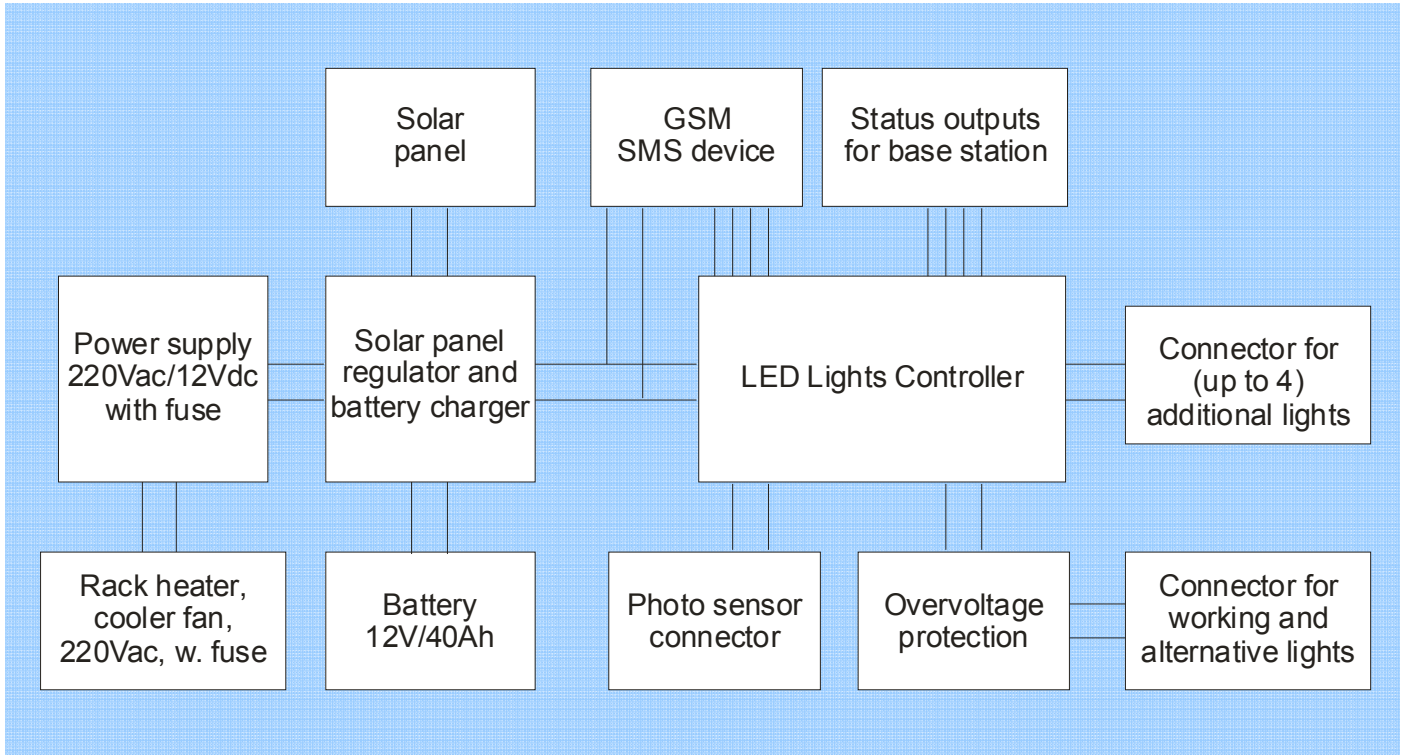 Solar
panel
GSM
SMS device
Status outputs
for base station
Power supply
220Vac/12Vdc
with fuse
Solar panel
regulator and
battery charger
LED Lights Controller
Connector for
(up to 4)
additional lights
Rack heater,
cooler fan,
220Vac, w. fuse
Battery
12V/40Ah
Photo sensor
connector
Overvoltage
protection
Connector for
working and
alternative lights